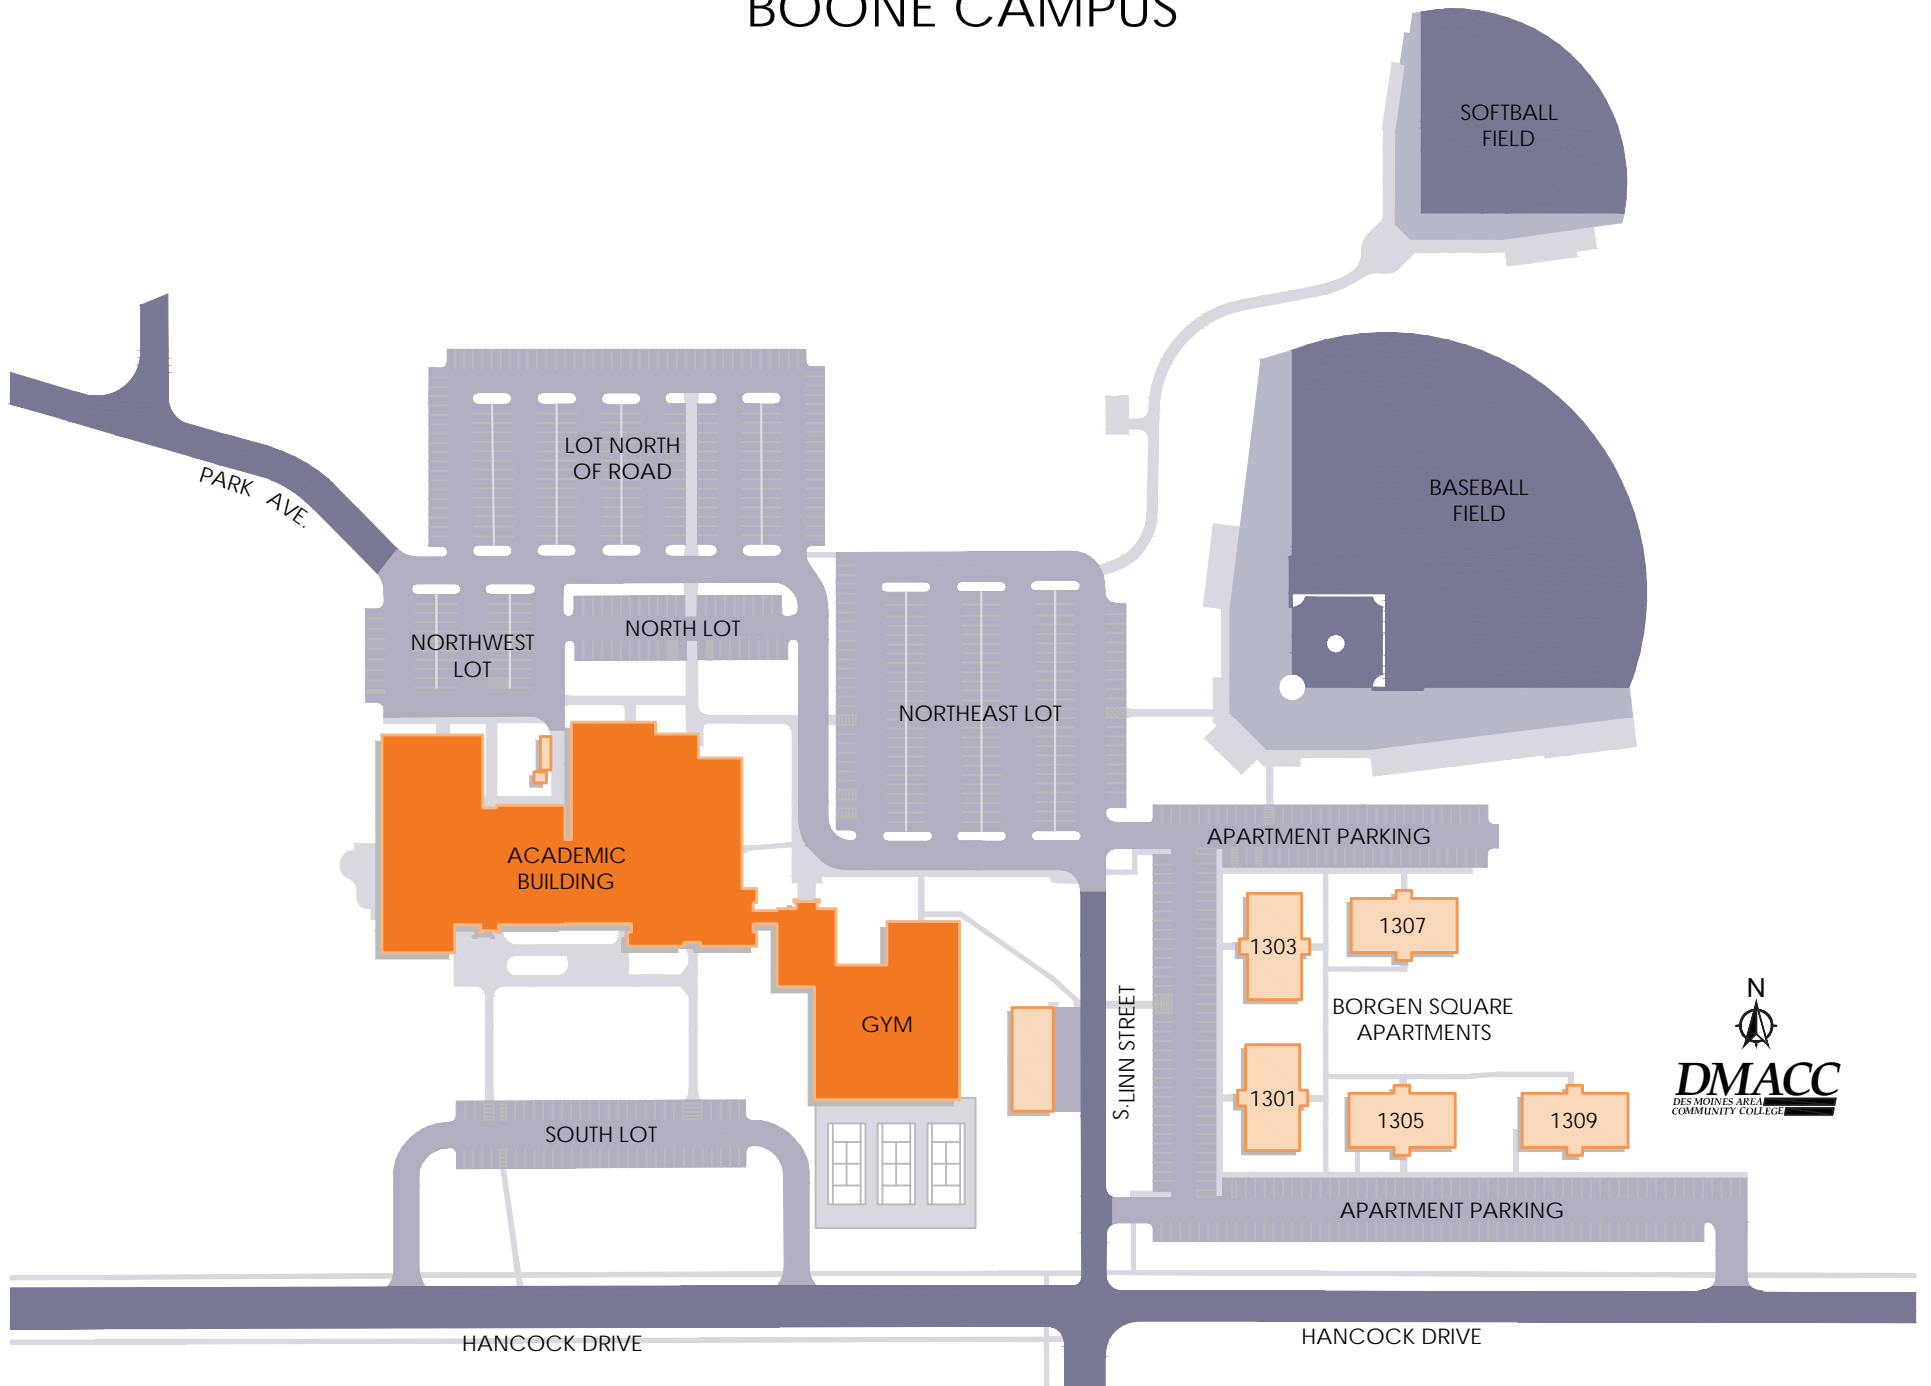 BOONE CAMPUS
SOFTBALL
FIELD
LOT NORTH
OF ROAD
PARK AVE.
BASEBALL
FIELD
NORTHWEST
LOT
NORTH LOT
NORTHEAST LOT
APARTMENT PARKING
ACADEMIC
BUILDING
1303
1307
BORGEN SQUARE
APARTMENTS
GYM
S.LINN STREET
N
DMACC
DES MOINES AREA
COMMUNITY COLLEGE
1301
1305
1309
SOUTH LOT
APARTMENT PARKING
HANCOCK DRIVE
HANCOCK DRIVE